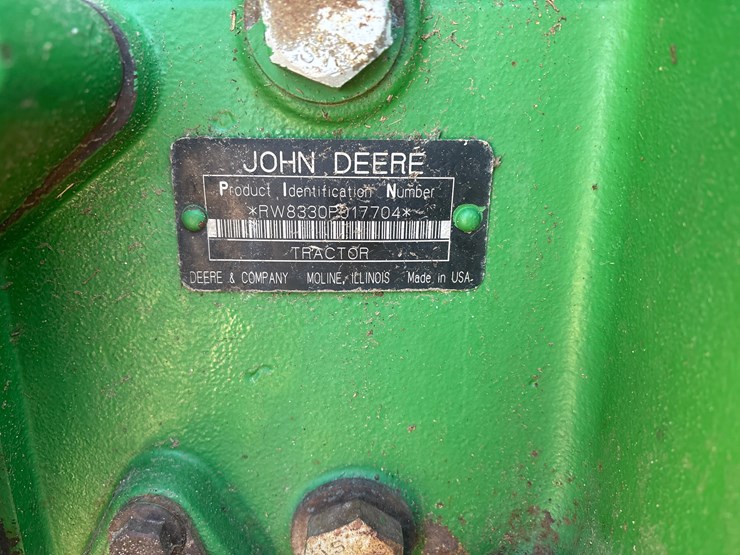 JOHN DEERE
Product Identification Number
*RW8330P017704*
TRACTOR
DEERE & COMPANY MOLINE, ILLINOIS Made in USA